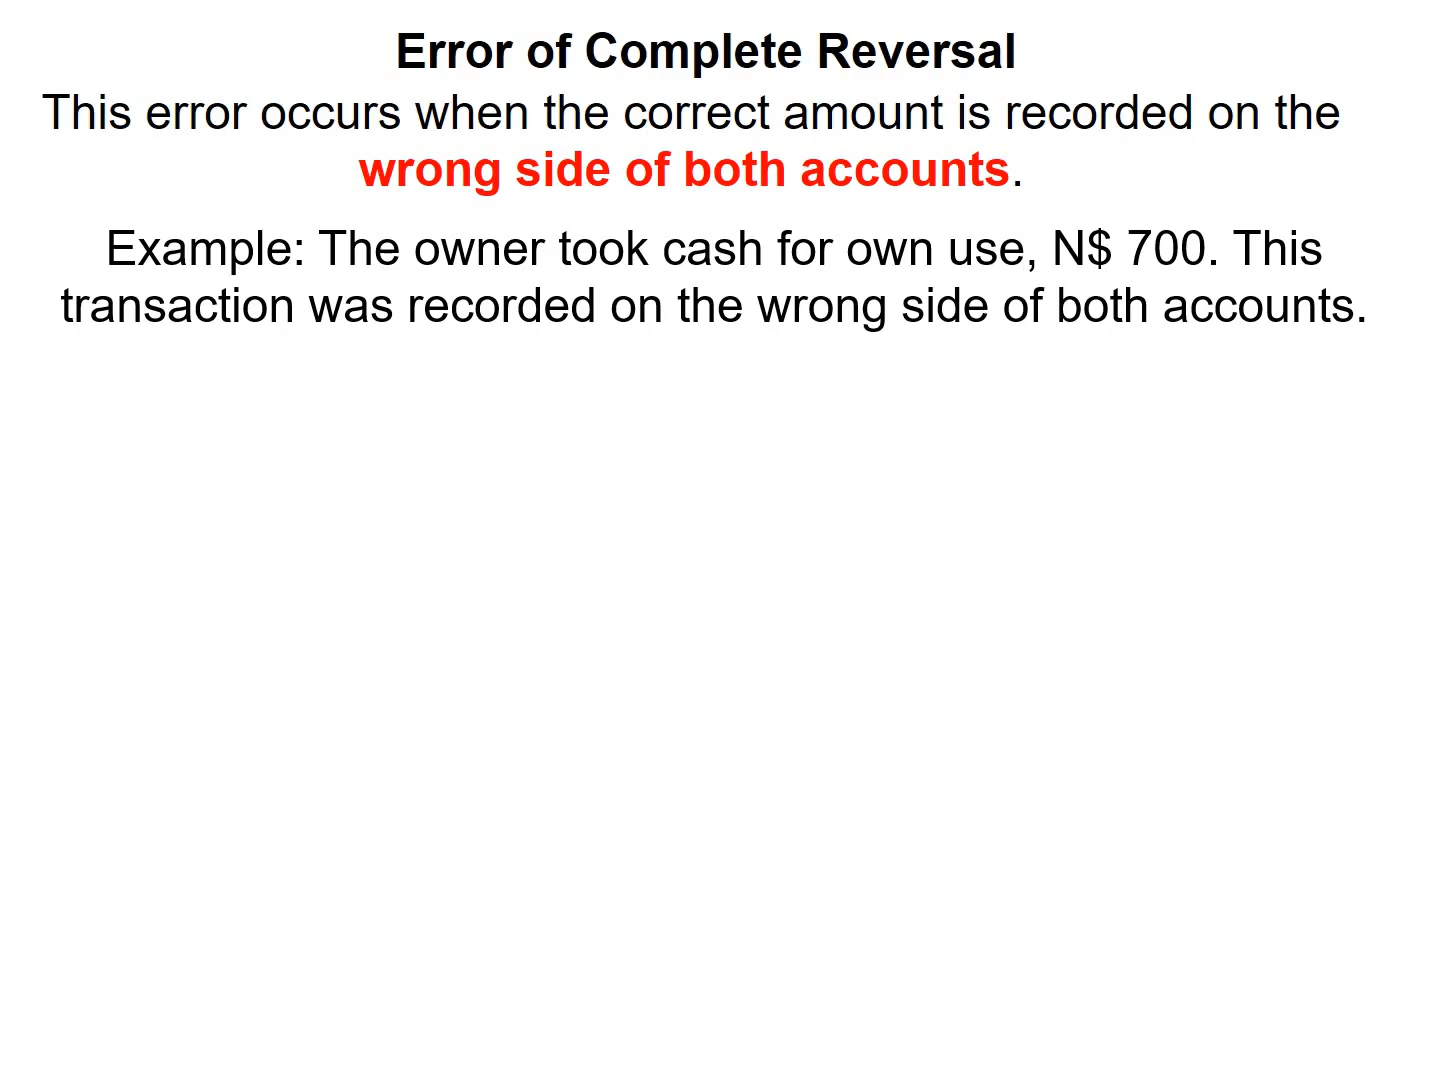 Error of Complete Reversal
This error occurs when the correct amount is recorded on the
wrong side of both accounts.
Example: The owner took cash for own use, N$ 700. This
transaction was recorded on the wrong side of both accounts.